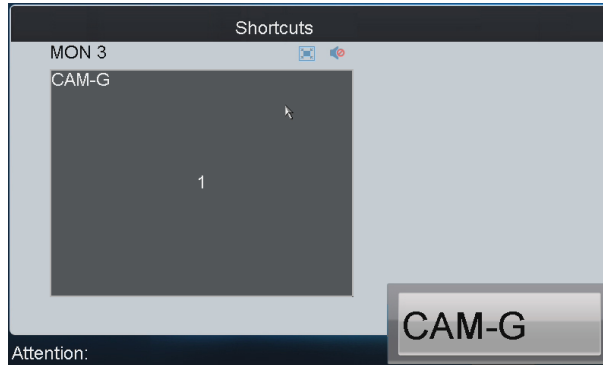 Shortcuts
MON 3
CAM-G
1
CAM-G
Attention: